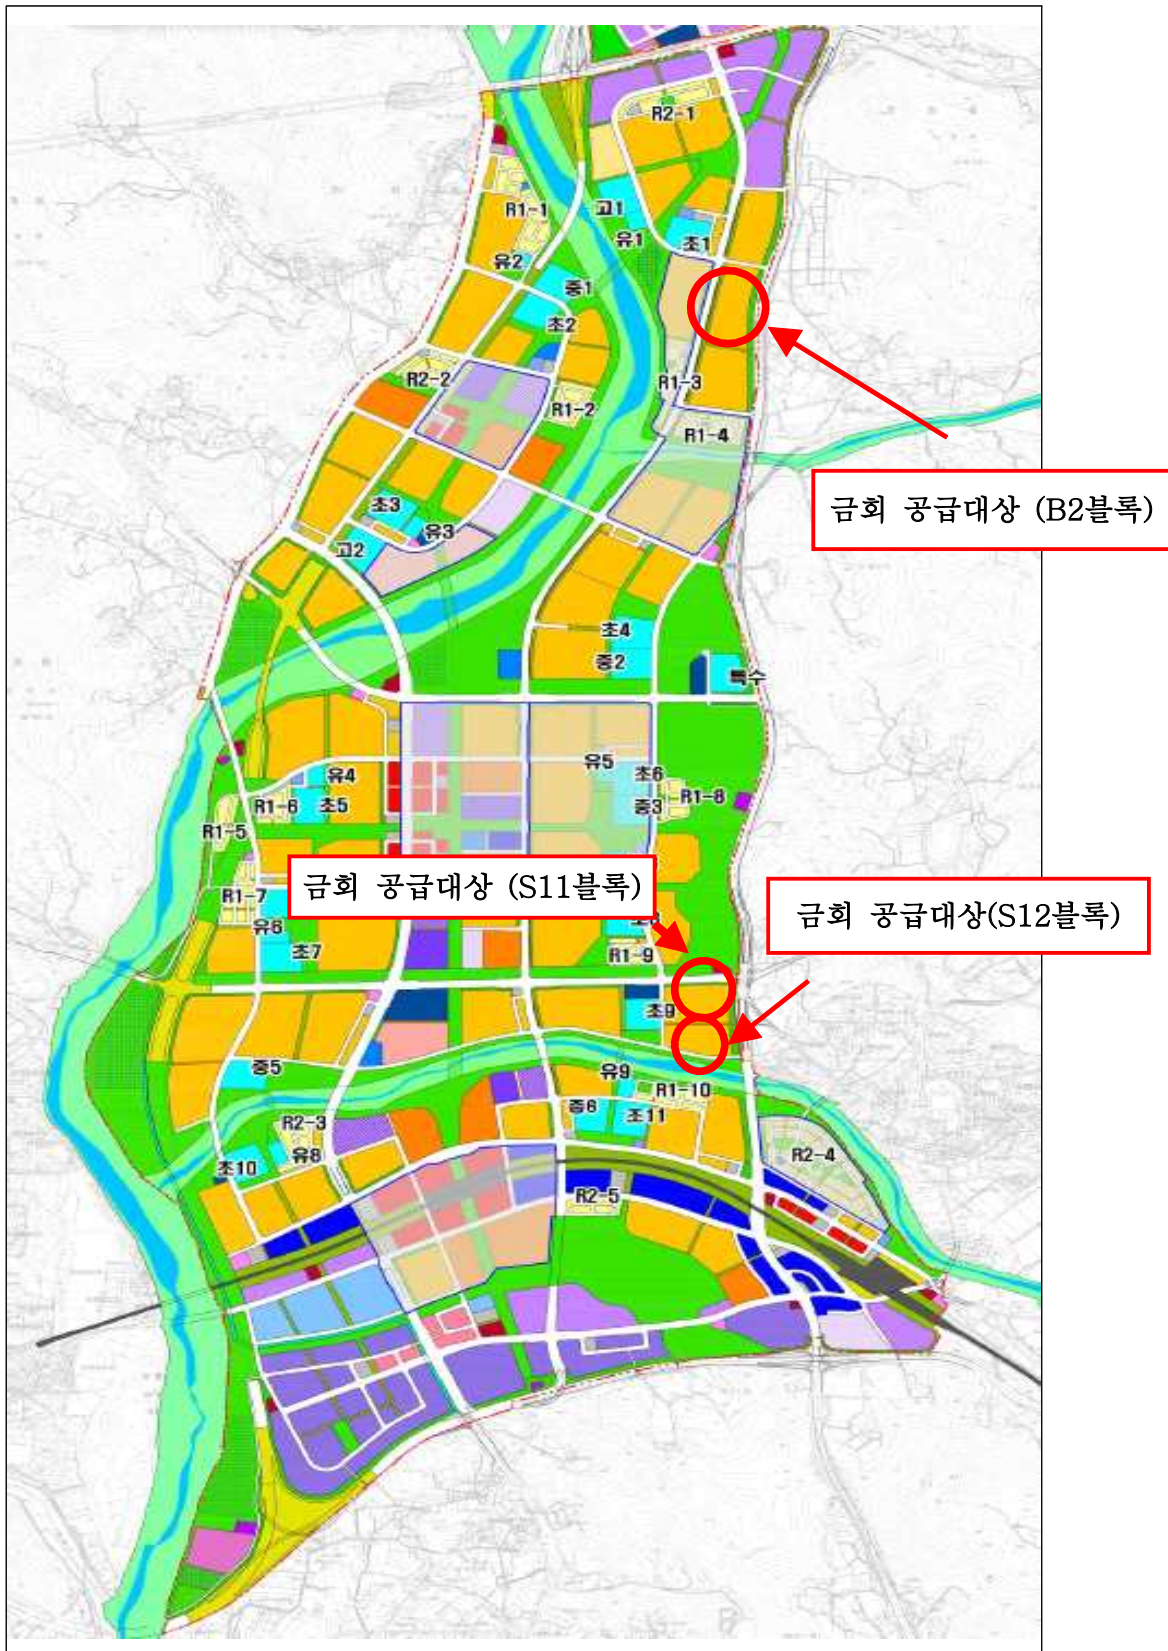 R2-1
R1-1
고1
유1
초1
유2
중1
초2
R2-2
R1-3
R1-2
R1-4
금회 공급대상 (B2블록)
초3
유3
고2
초4
중2
특수
유5
유4
초6
R1-6
초5
중3
R1-8
R1-5
금회 공급대상 (S11블록)
R1-7
금회 공급대상(S12블록)
유6
초7
R1-9
초9
중5
유9
R1-10
R2-3
중6
초11
유8
초10
R2-4
R2-5